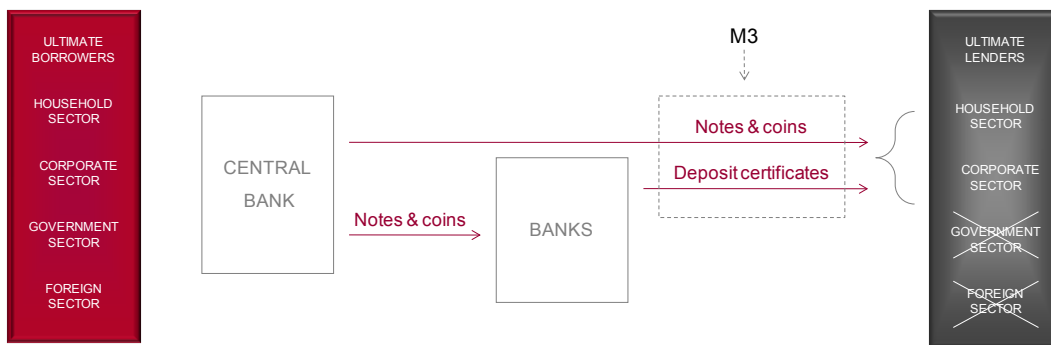 ULTIMATE
BORROWERS
HOUSEHOLD
SECTOR
CORPORATE
SECTOR
GOVERNMENT
SECTOR
FOREIGN
SECTOR
CENTRAL
BANK
Notes & coins
BANKS
M3
Notes & coins
Deposit certificates
ULTIMATE
LENDERS
HOUSEHOLD
SECTOR
CORPORATE
SECTOR
GOVERNMENT
SECTOR
FOREIGN
SECTOR